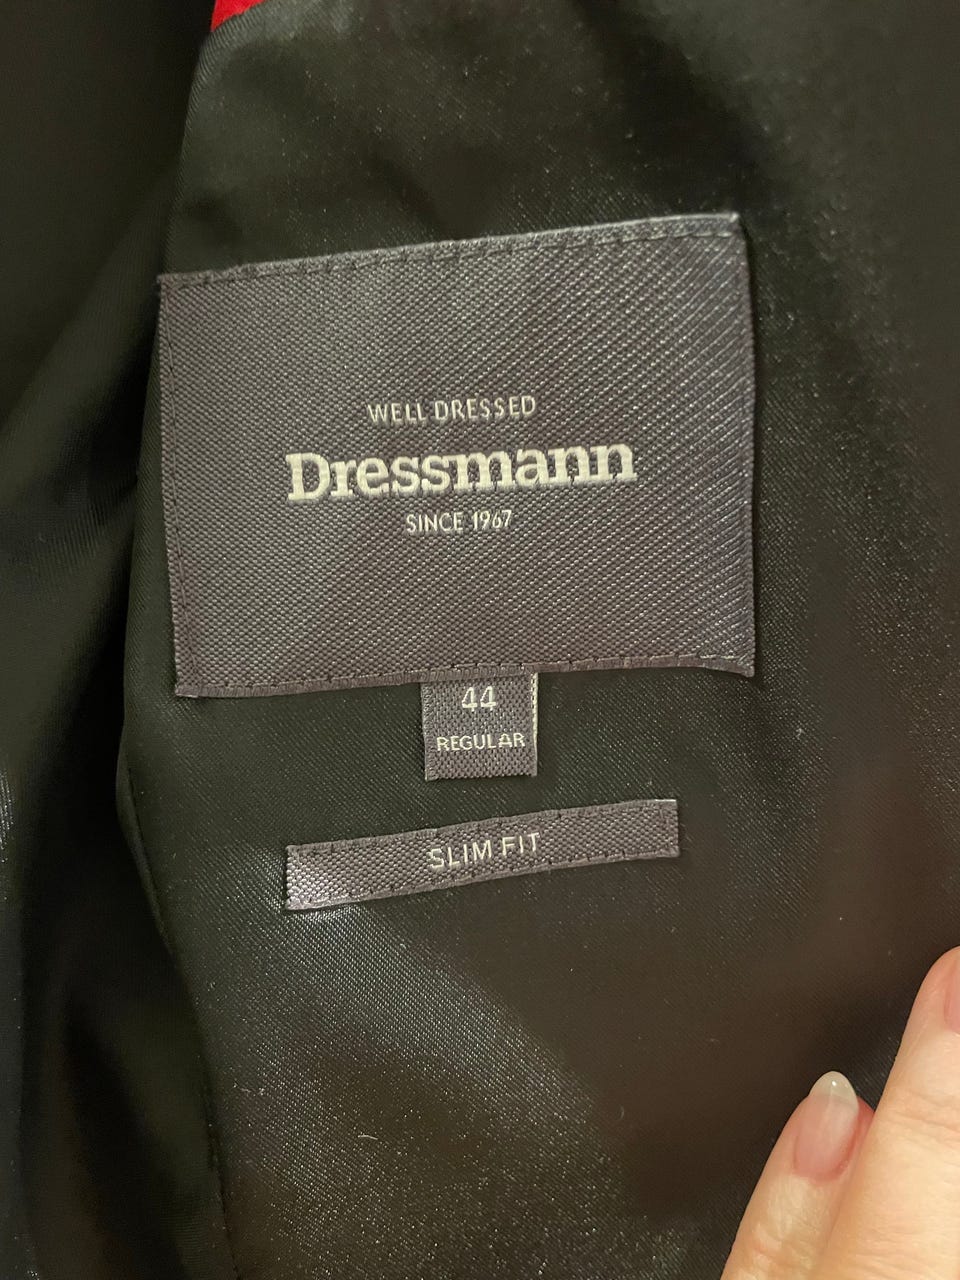 WELL DRESSED
Dressmann
SINCE 1967
44
REGULAR
SLIM FIT